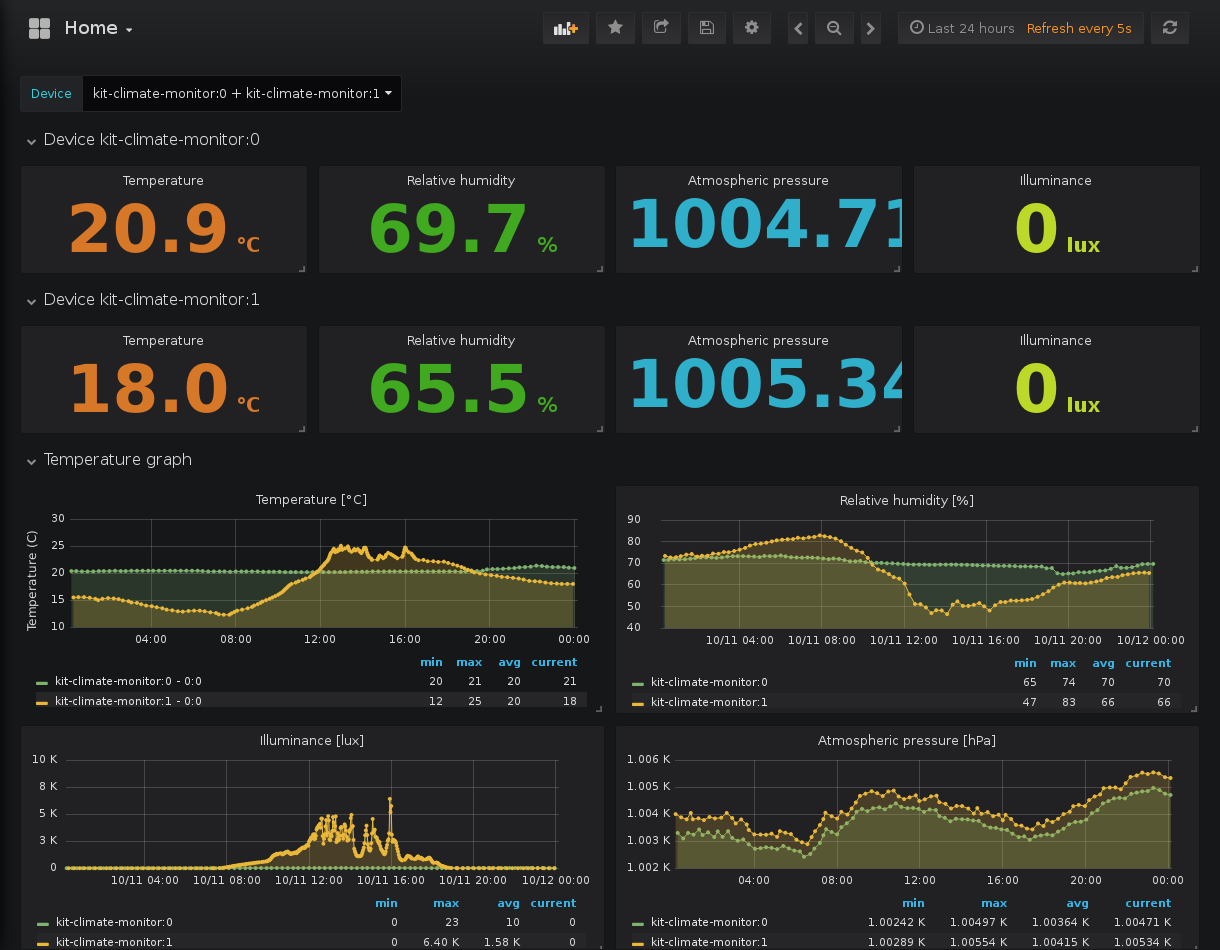 Home
Last 24 hours Refresh every 5s
Device kit-climate-monitor:0 + kit-climate-monitor:1
Device kit-climate-monitor:0
Temperature Relative humidity Atmospheric pressure Illuminance
20.9 °C 69.7 % 1004.71 0 lux
Device kit-climate-monitor:1
Temperature Relative humidity Atmospheric pressure Illuminance
18.0 °C 65.5 % 1005.34 0 lux
Temperature graph
Temperature [°C]
Temperature (C)
30
25
20
15
10
04:00 08:00 12:00 16:00 20:00 00:00
min max avg current
kit-climate-monitor:0 - 0:0 20 21 20 21
kit-climate-monitor:1 - 0:0 12 25 20 18
Relative humidity [%]
90
80
70
60
50
40
10/11 04:00 10/11 08:00 10/11 12:00 10/11 16:00 10/11 20:00 10/12 00:00
min max avg current
kit-climate-monitor:0 65 74 70 70
kit-climate-monitor:1 47 83 66 66
Illuminance [lux]
10 K
8 K
5 K
3 K
0
10/11 04:00 10/11 08:00 10/11 12:00 10/11 16:00 10/11 20:00 10/12 00:00
min max avg current
kit-climate-monitor:0 0 23 10 0
kit-climate-monitor:1 0 6.40 K 1.58 K 0
Atmospheric pressure [hPa]
1.006 K
1.005 K
1.004 K
1.003 K
1.002 K
04:00 08:00 12:00 16:00 20:00 00:00
min max avg current
kit-climate-monitor:0 1.00242 K 1.00497 K 1.00364 K 1.00471 K
kit-climate-monitor:1 1.00289 K 1.00554 K 1.00415 K 1.00534 K